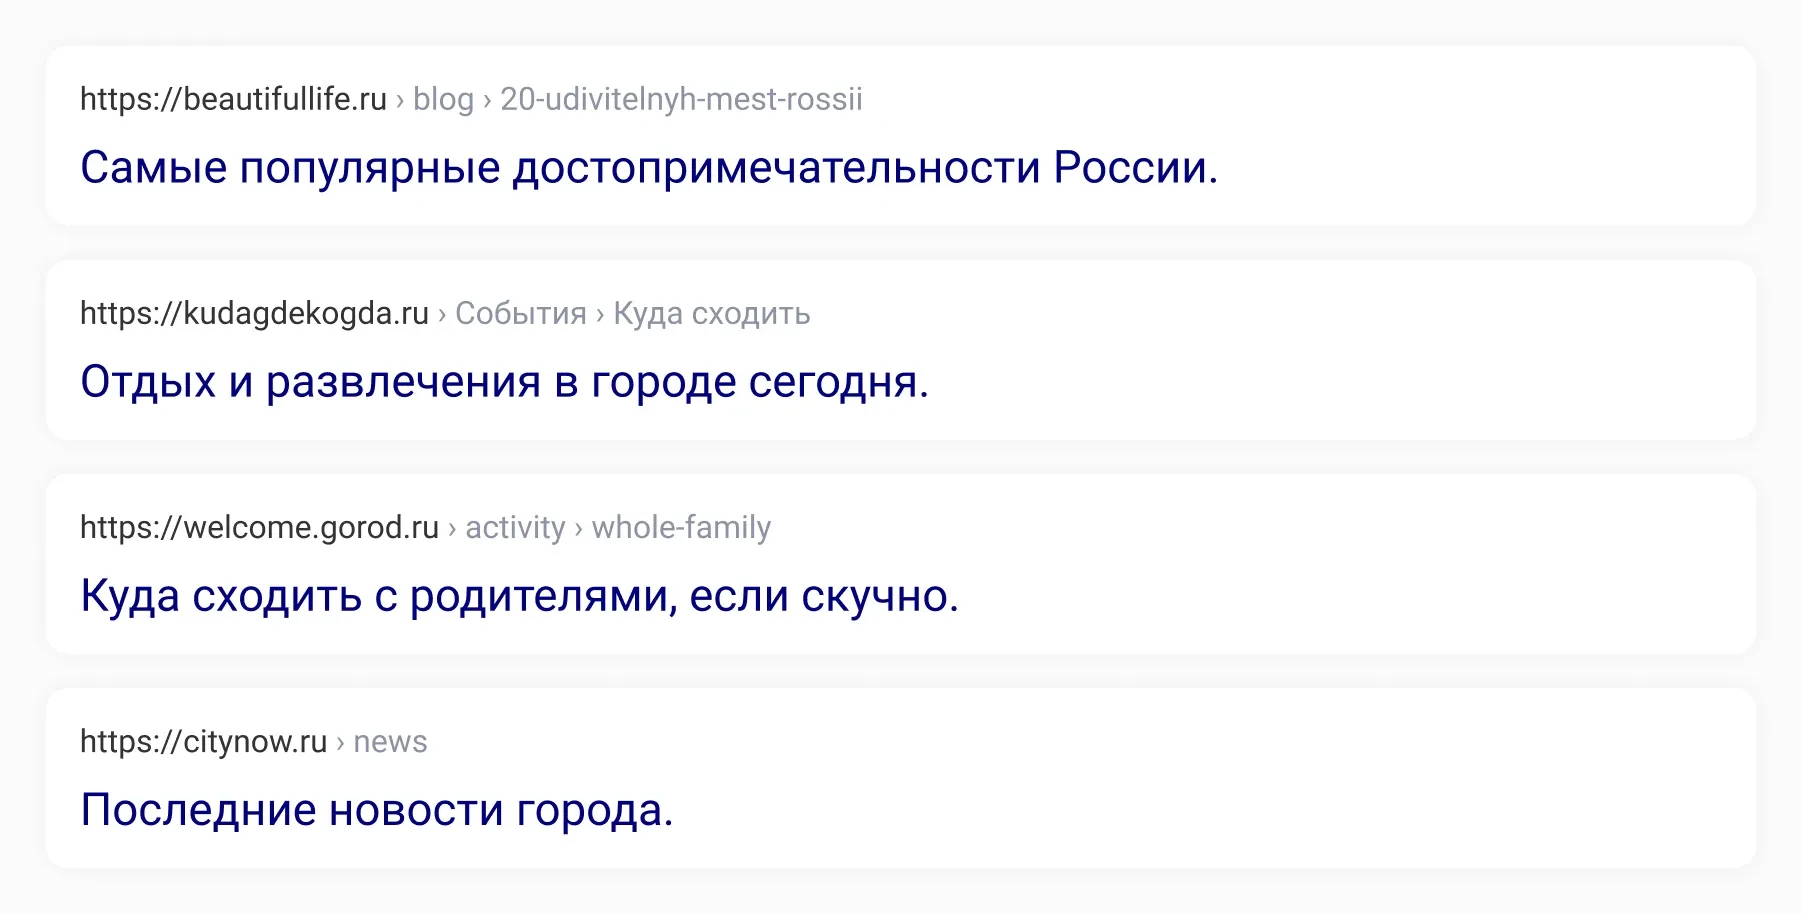 https://beautifullife.ru › blog › 20-udivitelnyh-mest-rossii
Самые популярные достопримечательности России.
https://kudagdekogda.ru › События › Куда сходить
Отдых и развлечения в городе сегодня.
https://welcome.gorod.ru › activity › whole-family
Куда сходить с родителями, если скучно.
https://citynow.ru › news
Последние новости города.